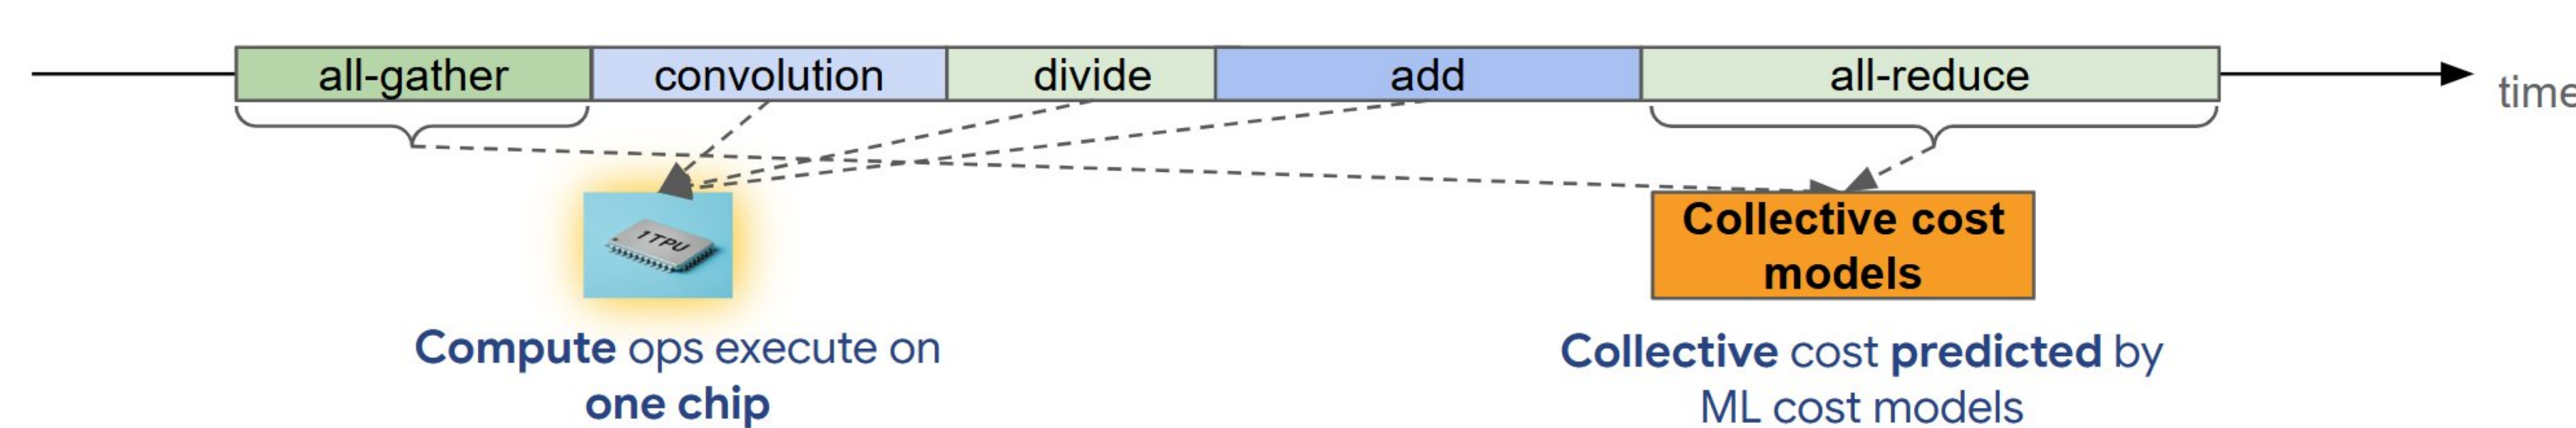 all-gather convolution divide add all-reduce
time
1TPU
Collective cost
models
Compute ops execute on
one chip
Collective cost predicted by
ML cost models